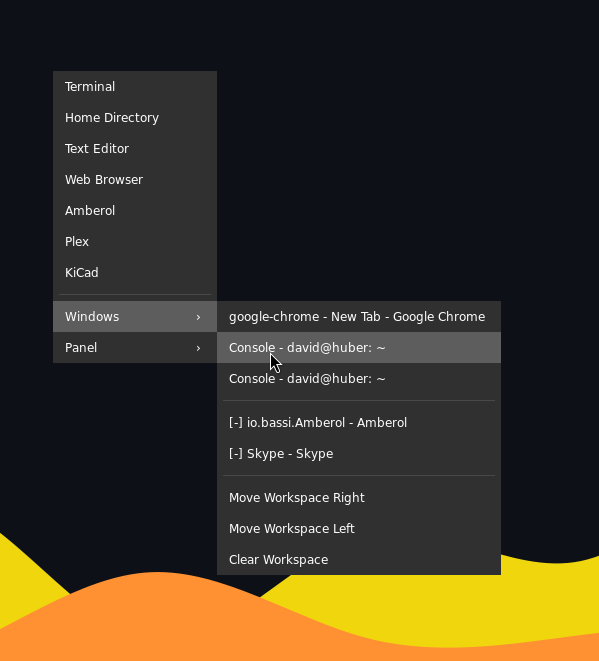 Terminal
Home Directory
Text Editor
Web Browser
Amberol
Plex
KiCad
Windows ›
Panel ›
google-chrome - New Tab - Google Chrome
Console - david@huber: ~
Console - david@huber: ~
[-] io.bassi.Amberol - Amberol
[-] Skype - Skype
Move Workspace Right
Move Workspace Left
Clear Workspace